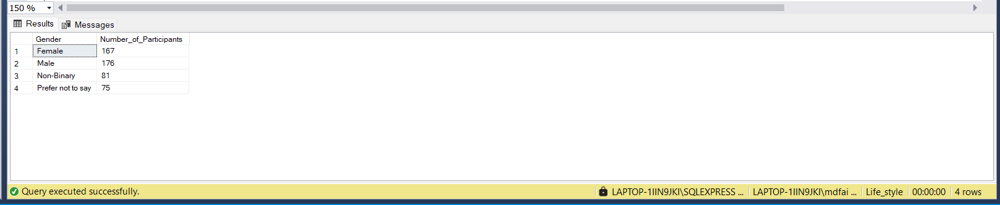 150 %
Results Messages
Gender Number_of_Participants
1 Female 167
2 Male 176
3 Non-Binary 81
4 Prefer not to say 75
Query executed successfully. LAPTOP-1IIN9JKI\SQLEXPRESS ... LAPTOP-1IIN9JKI\mdfai ... Life_style 00:00:00 4 rows